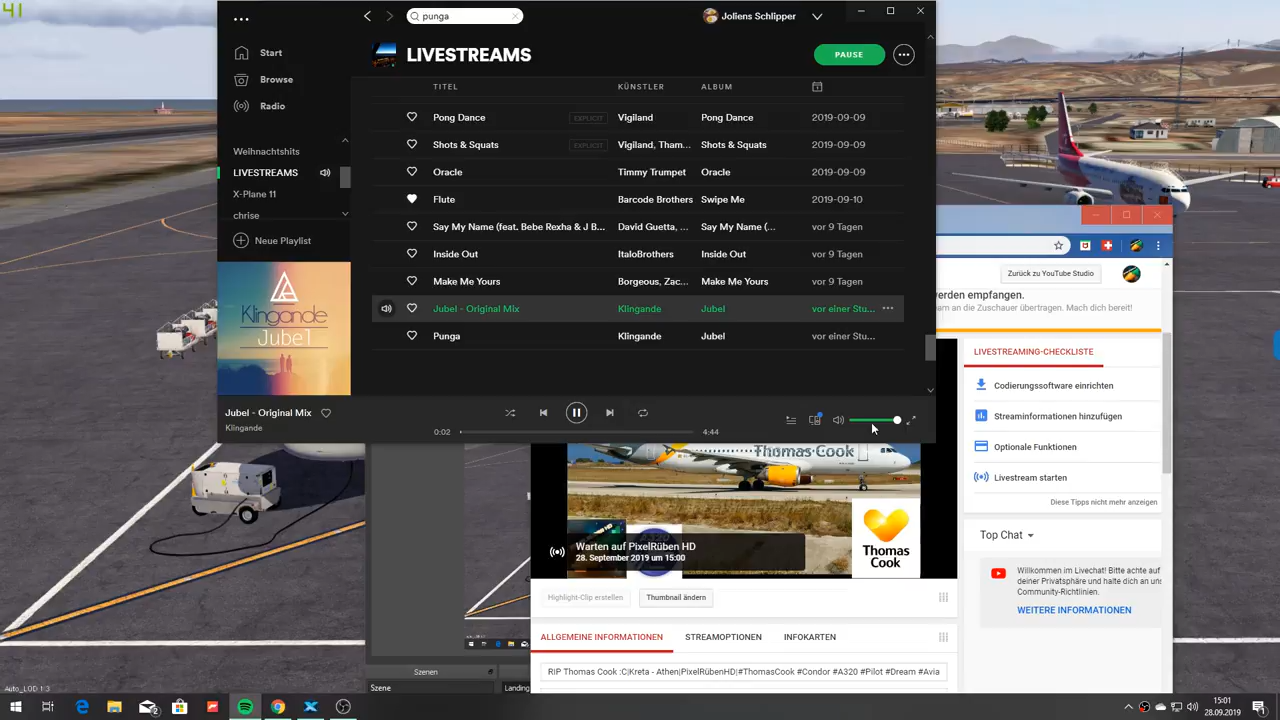 41
punga
Joliens Schlipper
Start
Browse
Radio
Weihnachtshits
LIVESTREAMS
X-Plane 11
chrise
Neue Playlist
Klingande
Jubel
LIVESTREAMS
PAUSE
TITEL KÜNSTLER ALBUM
Pong Dance EXPLICIT Vigiland Pong Dance 2019-09-09
Shots & Squats EXPLICIT Vigiland, Tham... Shots & Squats 2019-09-09
Oracle Timmy Trumpet Oracle 2019-09-09
Flute Barcode Brothers Swipe Me 2019-09-10
Say My Name (feat. Bebe Rexha & J B... David Guetta, ... Say My Name (... vor 9 Tagen
Inside Out ItaloBrothers Inside Out vor 9 Tagen
Make Me Yours Borgeous, Zac... Make Me Yours vor 9 Tagen
Jubel - Original Mix Klingande Jubel vor einer Stu... ···
Punga Klingande Jubel vor einer Stu...
Jubel - Original Mix
Klingande
0:02 4:44
Zurück zu YouTube Studio
werden empfangen.
am an die Zuschauer übertragen. Mach dich bereit!
LIVESTREAMING-CHECKLISTE
Codierungssoftware einrichten
Streaminformationen hinzufügen
Optionale Funktionen
Livestream starten
Diese Tipps nicht mehr anzeigen
Top Chat
Willkommen im Livechat! Bitte achte auf
deiner Privatsphäre und halte dich an uns
Community-Richtlinien.
WEITERE INFORMATIONEN
Thomas Cook
Thomas
Cook
A320
Warten auf PixelRüben HD
28. September 2019 um 15:00
Highlight-Clip erstellen Thumbnail ändern
ALLGEMEINE INFORMATIONEN STREAMOPTIONEN INFOKARTEN
RIP Thomas Cook :C|Kreta - Athen|PixelRübenHD|#ThomasCook #Condor #A320 #Pilot #Dream #Avia
Szenen
Szene Landing
Auto_LOD 1:3
15:01
28.09.2019